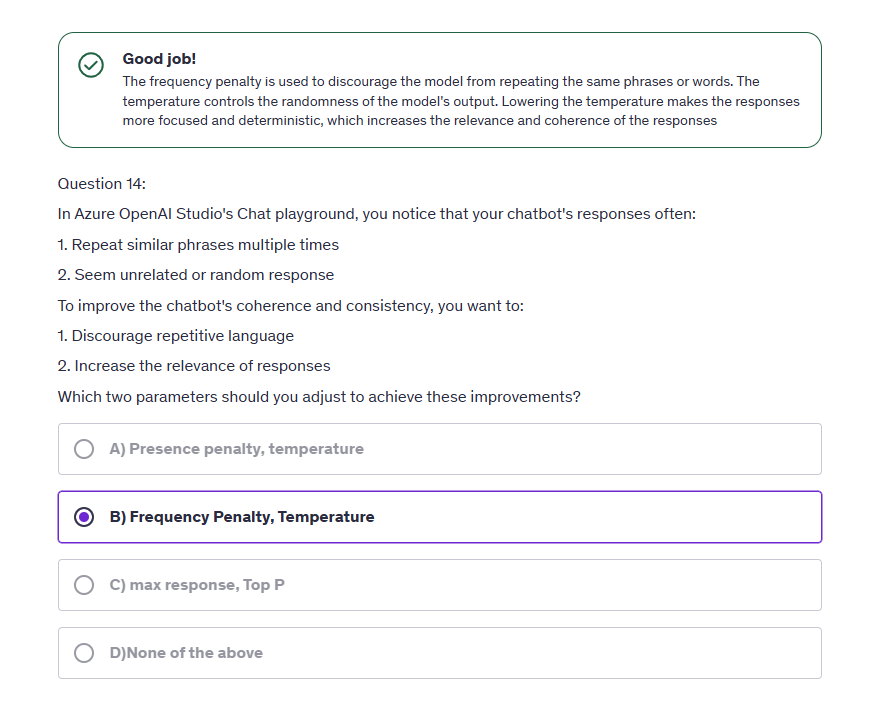 Good job!
The frequency penalty is used to discourage the model from repeating the same phrases or words. The
temperature controls the randomness of the model's output. Lowering the temperature makes the responses
more focused and deterministic, which increases the relevance and coherence of the responses
Question 14:
In Azure OpenAI Studio's Chat playground, you notice that your chatbot's responses often:
1. Repeat similar phrases multiple times
2. Seem unrelated or random response
To improve the chatbot's coherence and consistency, you want to:
1. Discourage repetitive language
2. Increase the relevance of responses
Which two parameters should you adjust to achieve these improvements?
A) Presence penalty, temperature
B) Frequency Penalty, Temperature
C) max response, Top P
D)None of the above